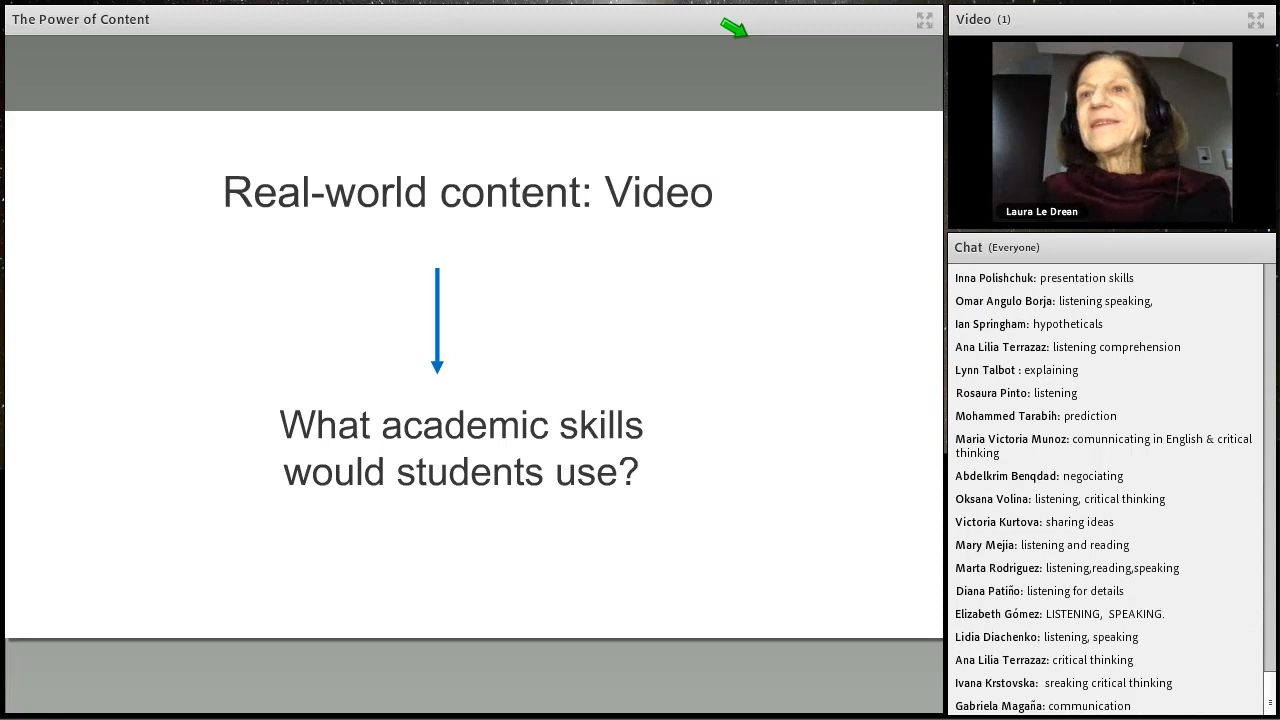 The Power of Content
Real-world content: Video
What academic skills
would students use?
Video (1)
Laura Le Drean
Chat (Everyone)
Inna Polishchuk: presentation skills
Omar Angulo Borja: listening speaking,
Ian Springham: hypotheticals
Ana Lilia Terrazaz: listening comprehension
Lynn Talbot : explaining
Rosaura Pinto: listening
Mohammed Tarabih: prediction
Maria Victoria Munoz: comunnicating in English & critical
thinking
Abdelkrim Benqdad: negociating
Oksana Volina: listening, critical thinking
Victoria Kurtova: sharing ideas
Mary Mejia: listening and reading
Marta Rodriguez: listening,reading,speaking
Diana Patiño: listening for details
Elizabeth Gómez: LISTENING, SPEAKING.
Lidia Diachenko: listening, speaking
Ana Lilia Terrazaz: critical thinking
Ivana Krstovska: sreaking critical thinking
Gabriela Magaña: communication